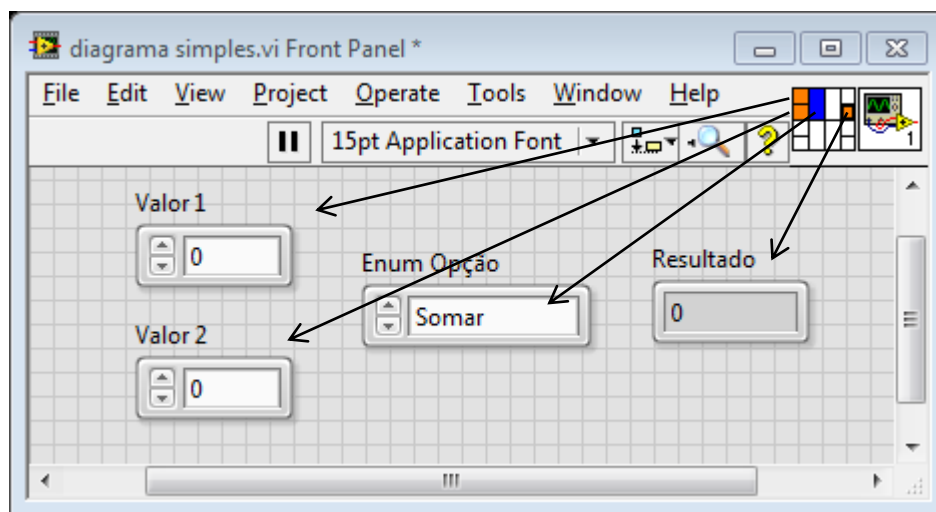 diagrama simples.vi Front Panel *
File Edit View Project Operate Tools Window Help
15pt Application Font
?
1
Valor 1
0
Enum Opção
Somar
Resultado
0
Valor 2
0